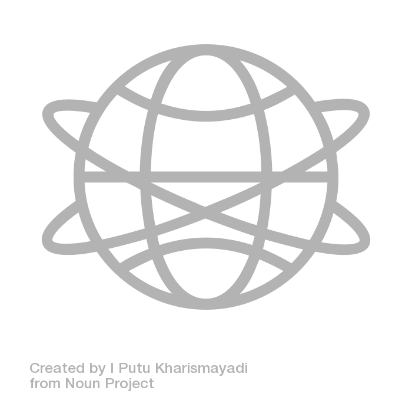 Created by I Putu Kharismayadi
from Noun Project